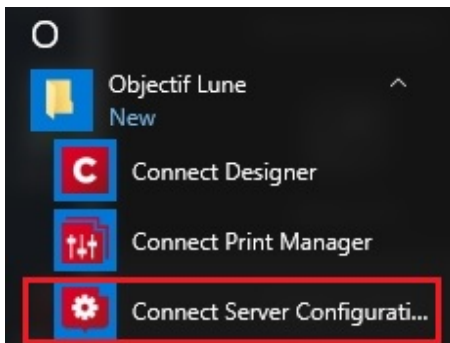 O
Objectif Lune
New
C
Connect Designer
Connect Print Manager
Connect Server Configurati...